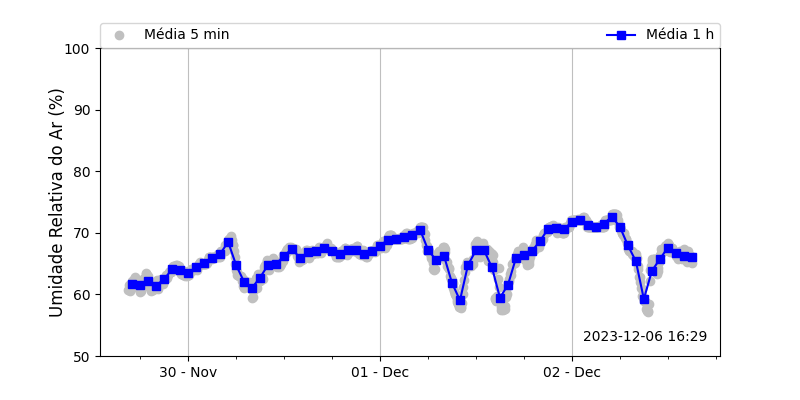 Média 5 min
Média 1 h
Umidade Relativa do Ar (%)
100
90
80
70
60
50
2023-12-06 16:29
30 - Nov
01 - Dec
02 - Dec